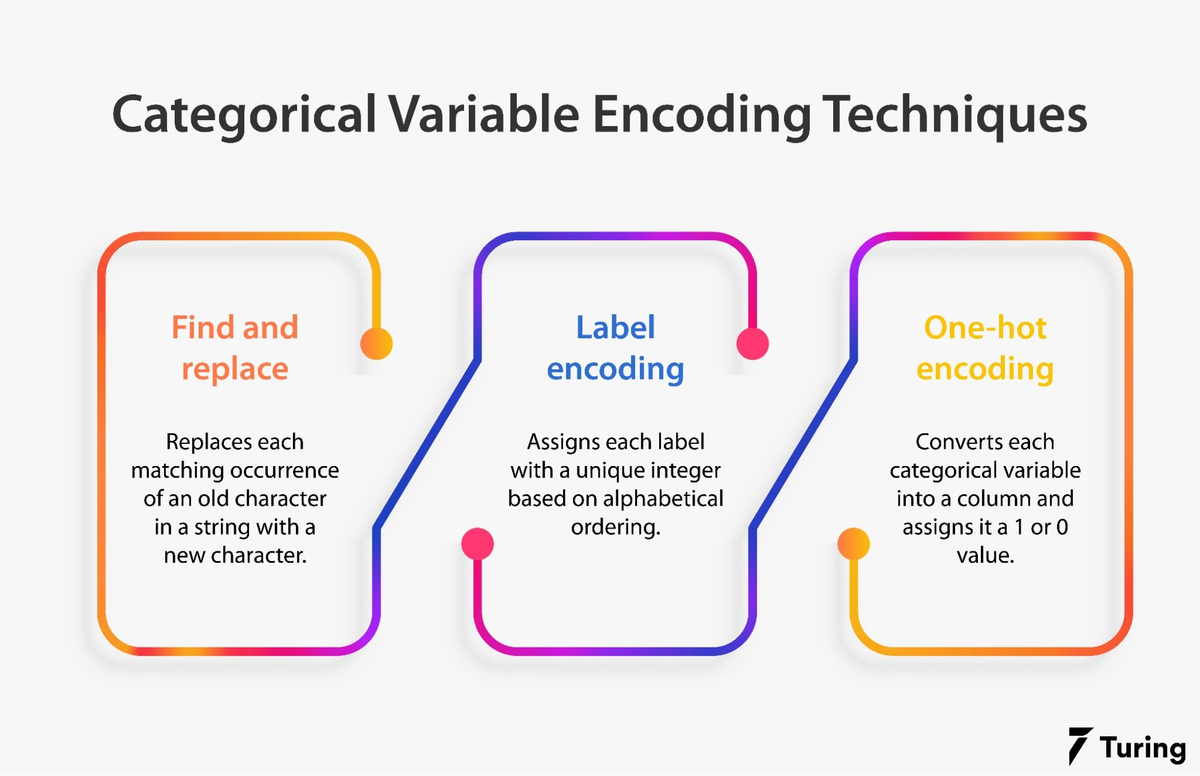 Categorical Variable Encoding Techniques
Find and
replace
Replaces each
matching occurrence
of an old character
in a string with a
new character.
Label
encoding
Assigns each label
with a unique integer
based on alphabetical
ordering.
One-hot
encoding
Converts each
categorical variable
into a column and
assigns it a 1 or 0
value.
Turing